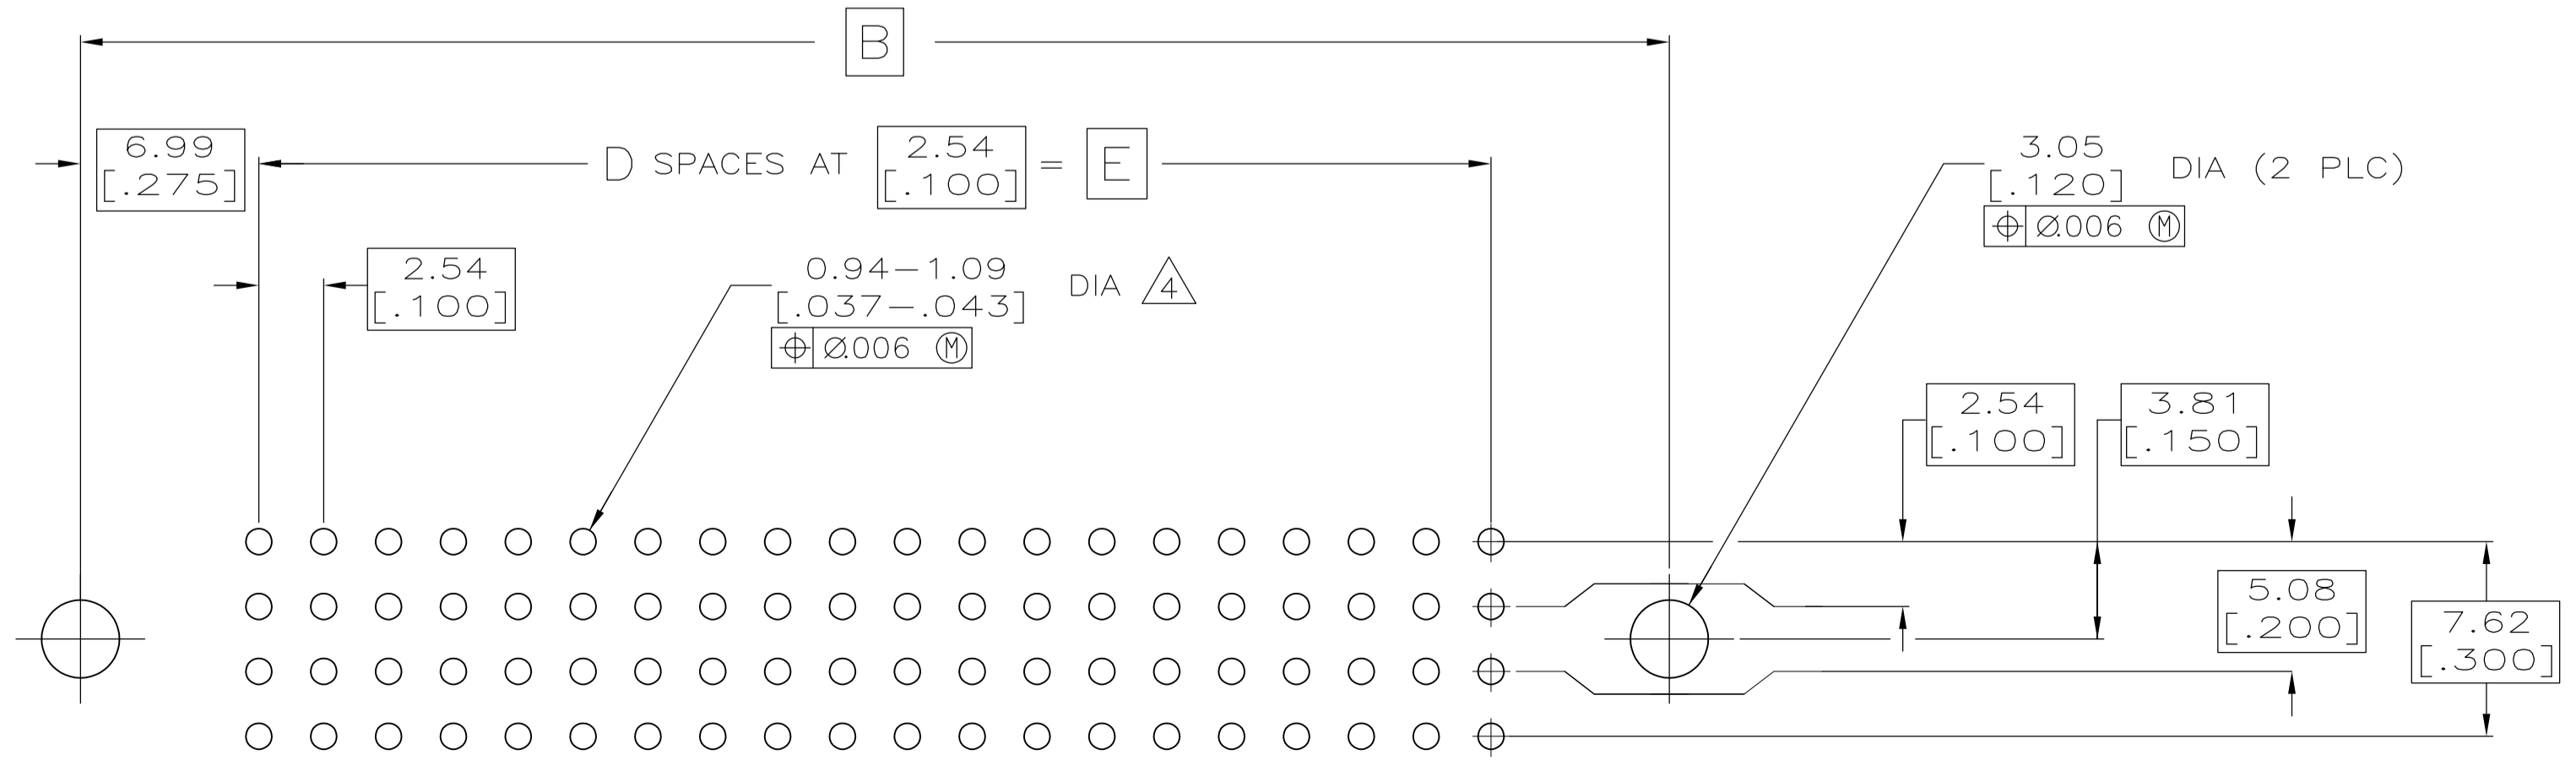 B
6.99
[.275]
D SPACES AT 2.54 [.100] = E
3.05
[.120] DIA (2 PLC)
⌖ Ø.006 Ⓜ
2.54
[.100]
0.94-1.09
[.037-.043] DIA 4
⌖ Ø.006 Ⓜ
2.54
[.100]
3.81
[.150]
5.08
[.200]
7.62
[.300]